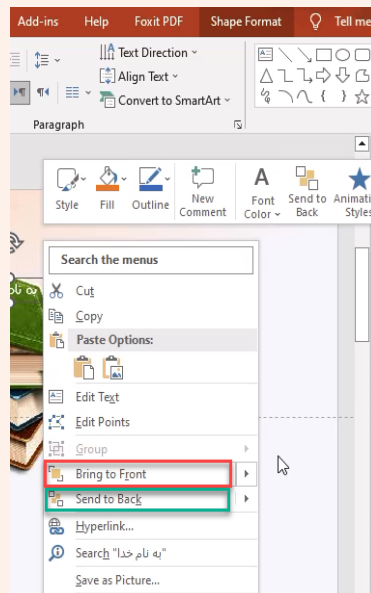 Add-ins Help Foxit PDF Shape Format Tell me
Text Direction
Align Text
Convert to SmartArt
Paragraph
Style Fill Outline New Comment Font Color Send to Back Animation Styles
Search the menus
Cut
Copy
Paste Options:
Edit Text
Edit Points
Group
Bring to Front
Send to Back
Hyperlink...
Search "به نام خدا"
Save as Picture...